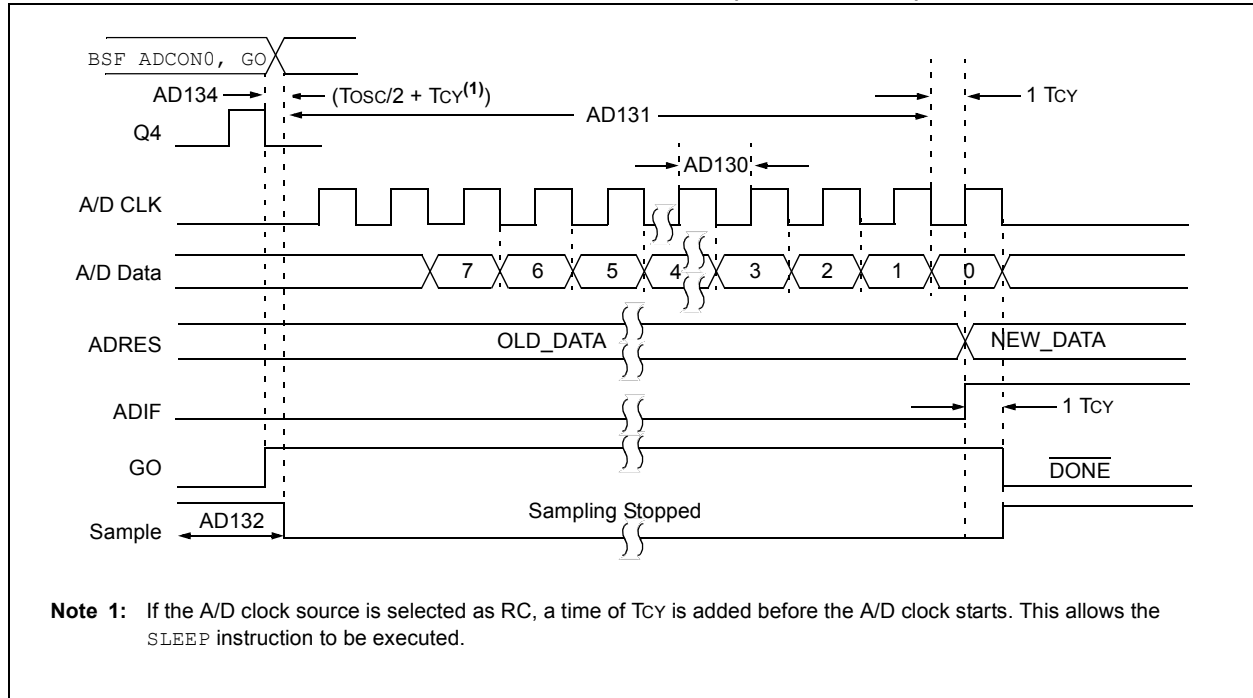 BSF ADCON0, GO
AD134
(TOSC/2 + TCY(1))
1 TCY
AD131
Q4
AD130
A/D CLK
A/D Data
7
6
5
4
3
2
1
0
ADRES
OLD_DATA
NEW_DATA
ADIF
1 TCY
GO
DONE
Sample
AD132
Sampling Stopped
Note 1: If the A/D clock source is selected as RC, a time of TCY is added before the A/D clock starts. This allows the
SLEEP instruction to be executed.